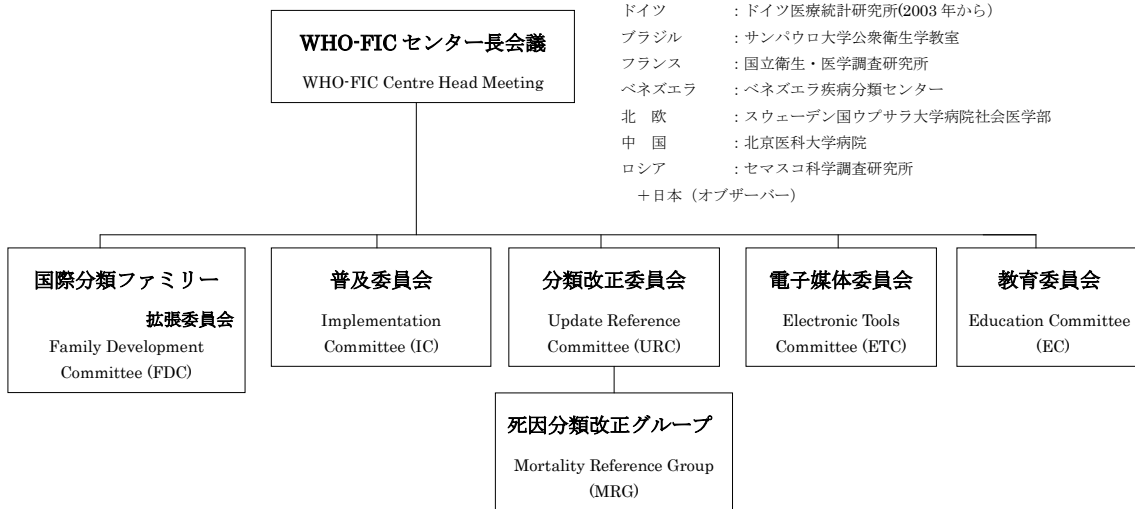 WHO-FIC センター長会議
WHO-FIC Centre Head Meeting
ドイツ ：ドイツ医療統計研究所(2003 年から）
ブラジル ：サンパウロ大学公衆衛生学教室
フランス ：国立衛生・医学調査研究所
ベネズエラ ：ベネズエラ疾病分類センター
北　欧 ：スウェーデン国ウプサラ大学病院社会医学部
中　国 ：北京医科大学病院
ロシア ：セマスコ科学調査研究所
＋日本（オブザーバー）
国際分類ファミリー
拡張委員会
Family Development
Committee (FDC)
普及委員会
Implementation
Committee (IC)
分類改正委員会
Update Reference
Committee (URC)
電子媒体委員会
Electronic Tools
Committee (ETC)
教育委員会
Education Committee
(EC)
死因分類改正グループ
Mortality Reference Group
(MRG)